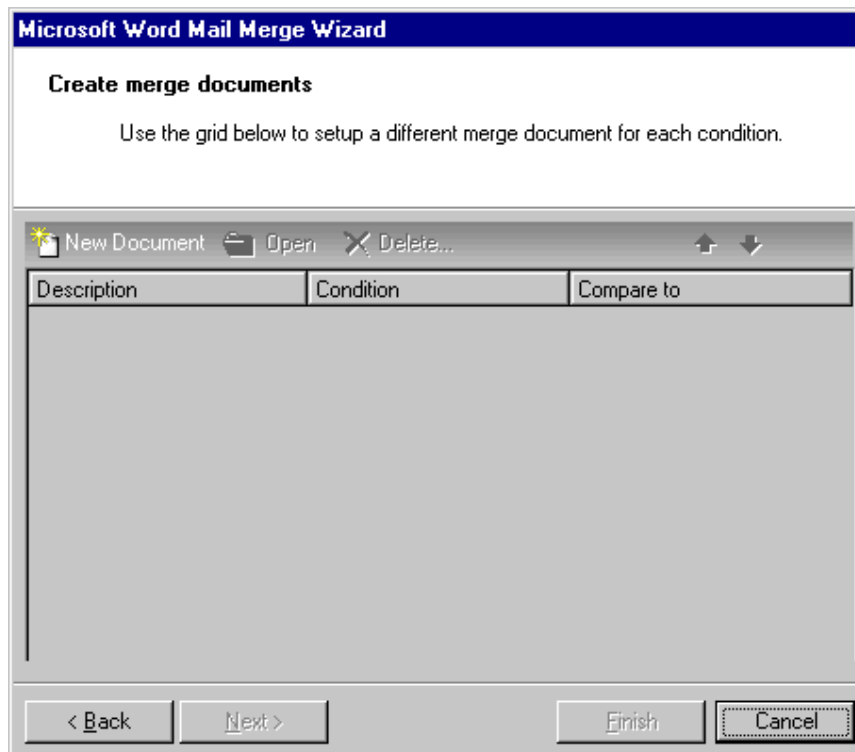 Microsoft Word Mail Merge Wizard
Create merge documents
Use the grid below to setup a different merge document for each condition.
New Document Open Delete...
Description Condition Compare to
< Back Next > Finish Cancel